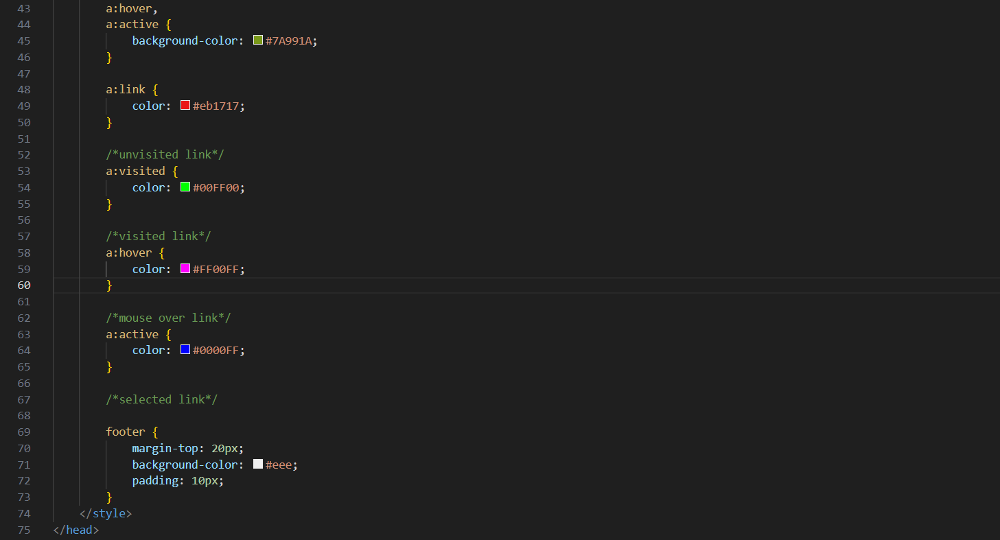 43 a:hover,
44 a:active {
45 background-color: #7A991A;
46 }
47
48 a:link {
49 color: #eb1717;
50 }
51
52 /*unvisited link*/
53 a:visited {
54 color: #00FF00;
55 }
56
57 /*visited link*/
58 a:hover {
59 color: #FF00FF;
60 }
61
62 /*mouse over link*/
63 a:active {
64 color: #0000FF;
65 }
66
67 /*selected link*/
68
69 footer {
70 margin-top: 20px;
71 background-color: #eee;
72 padding: 10px;
73 }
74 </style>
75 </head>